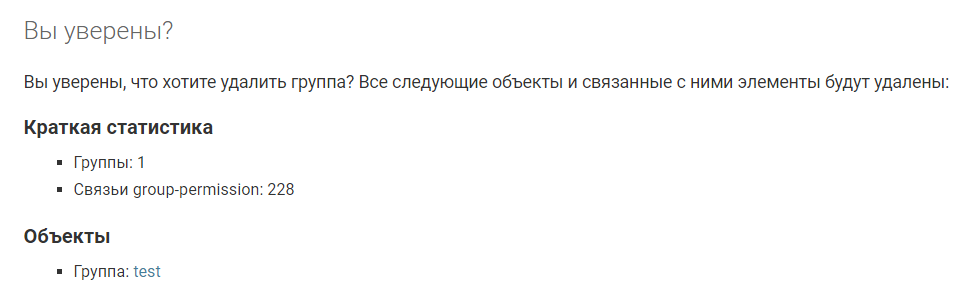 Вы уверены?
Вы уверены, что хотите удалить группа? Все следующие объекты и связанные с ними элементы будут удалены:
Краткая статистика
Группы: 1
Связьи group-permission: 228
Объекты
Группа: test